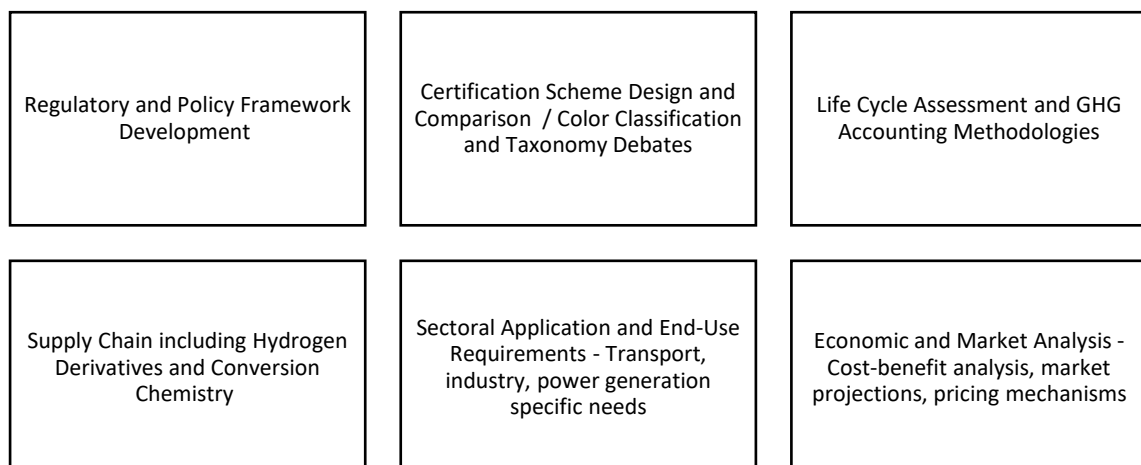 Regulatory and Policy Framework
Development
Certification Scheme Design and
Comparison / Color Classification
and Taxonomy Debates
Life Cycle Assessment and GHG
Accounting Methodologies
Supply Chain including Hydrogen
Derivatives and Conversion
Chemistry
Sectoral Application and End-Use
Requirements - Transport,
industry, power generation
specific needs
Economic and Market Analysis -
Cost-benefit analysis, market
projections, pricing mechanisms